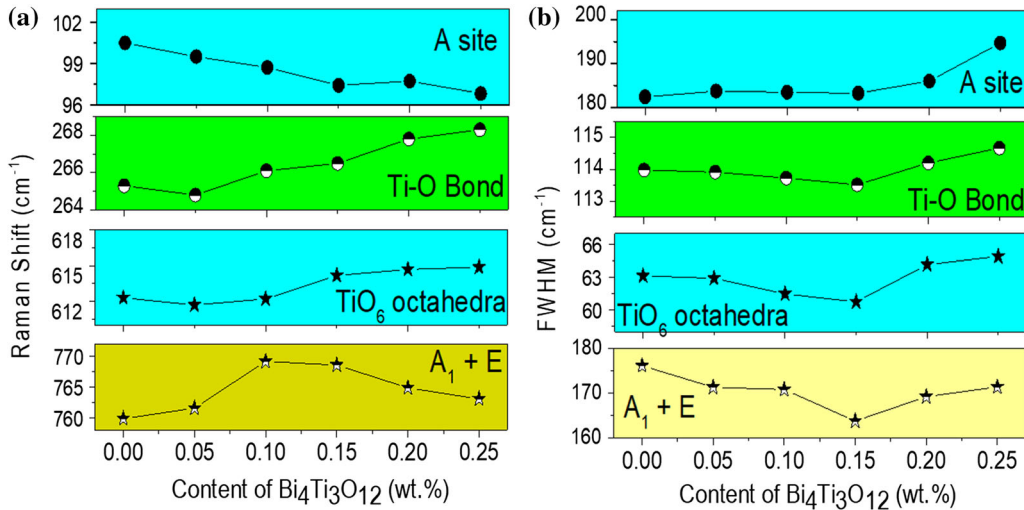 (a)
102
99
96
A site
268
266
264
Ti-O Bond
618
615
612
TiO₆ octahedra
770
765
760
A₁ + E
Raman Shift (cm⁻¹)
0.00 0.05 0.10 0.15 0.20 0.25
Content of Bi₄Ti₃O₁₂ (wt.%)
(b)
200
190
180
A site
115
114
113
Ti-O Bond
66
63
60
TiO₆ octahedra
180
170
160
A₁ + E
FWHM (cm⁻¹)
0.00 0.05 0.10 0.15 0.20 0.25
Content of Bi₄Ti₃O₁₂ (wt.%)